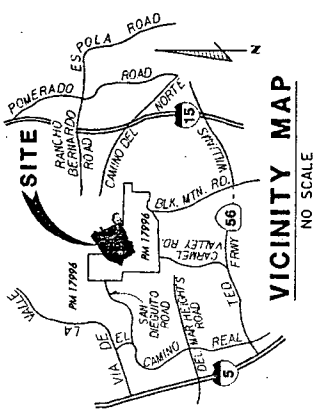 ESPOLA ROAD
POMERADO ROAD
RANCHO
BERNARDO
ROAD
CAMINO DEL NORTE
N
SITE
15
BLK. MTN. RD.
WILLIAMS
PM 17996
PM 17996
56
CARMEL
VALLEY RD.
FRWY
TED
VIA DE LA VALLE
SAN
DIEGUITO
ROAD
EL CAMINO REAL
DEL MAR HEIGHTS
ROAD
5
VICINITY MAP
NO SCALE